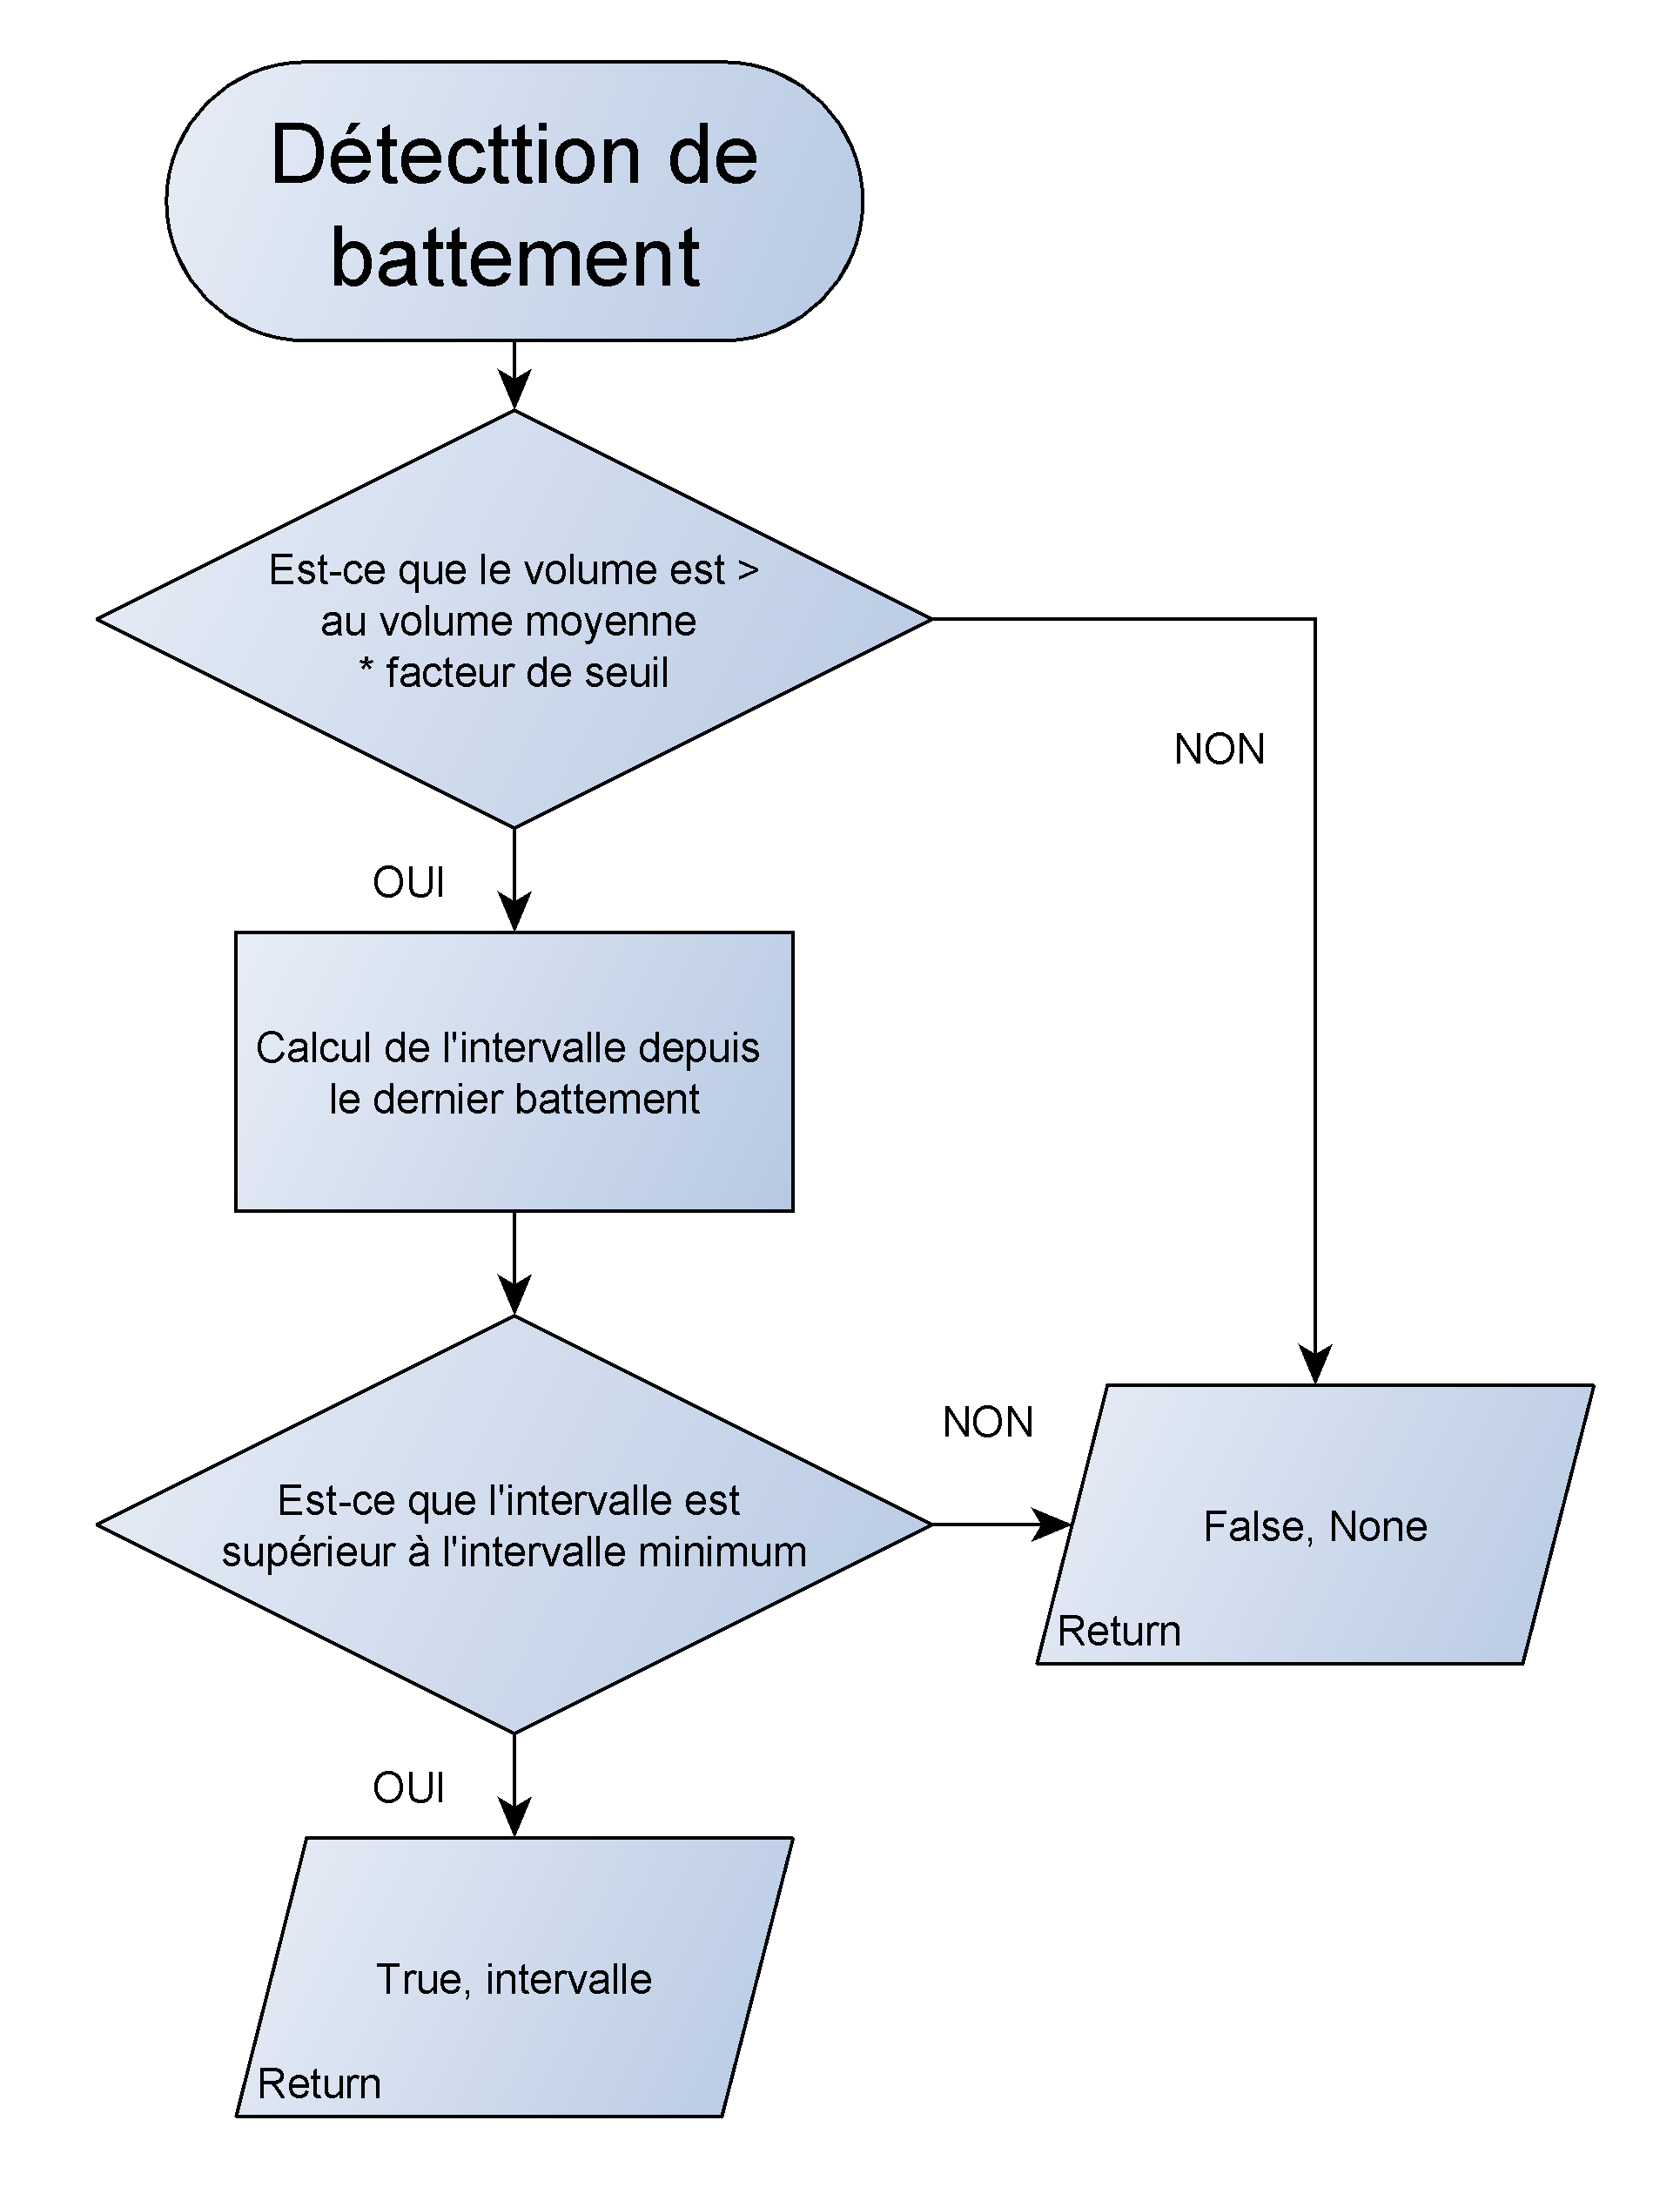 Détecttion de
battement
Est-ce que le volume est >
au volume moyenne
* facteur de seuil
NON
OUI
Calcul de l'intervalle depuis
le dernier battement
NON
Est-ce que l'intervalle est
supérieur à l'intervalle minimum
False, None
Return
OUI
True, intervalle
Return